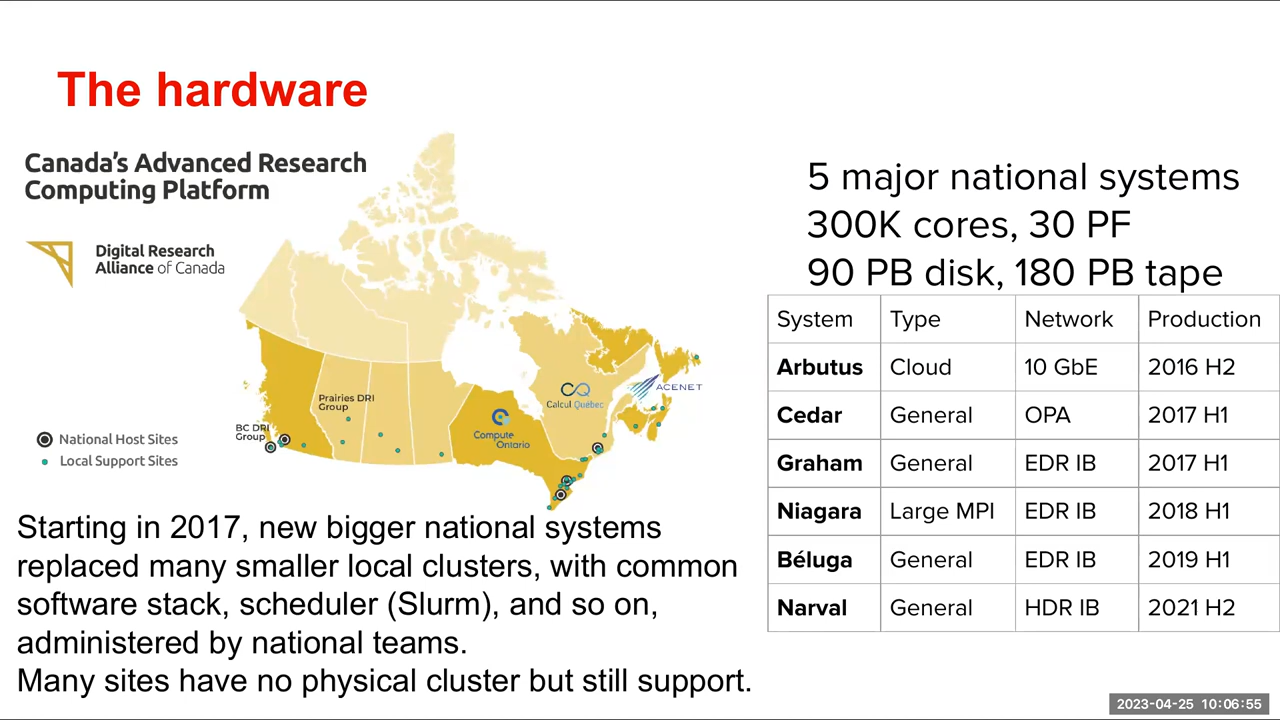 The hardware
Canada's Advanced Research
Computing Platform
Digital Research
Alliance of Canada
National Host Sites
Local Support Sites
BC DRI
Group
Prairies DRI
Group
Compute
Ontario
Calcul Québec
ACENET
Starting in 2017, new bigger national systems
replaced many smaller local clusters, with common
software stack, scheduler (Slurm), and so on,
administered by national teams.
Many sites have no physical cluster but still support.
5 major national systems
300K cores, 30 PF
90 PB disk, 180 PB tape
System Type Network Production
Arbutus Cloud 10 GbE 2016 H2
Cedar General OPA 2017 H1
Graham General EDR IB 2017 H1
Niagara Large MPI EDR IB 2018 H1
Béluga General EDR IB 2019 H1
Narval General HDR IB 2021 H2
2023-04-25 10:06:55